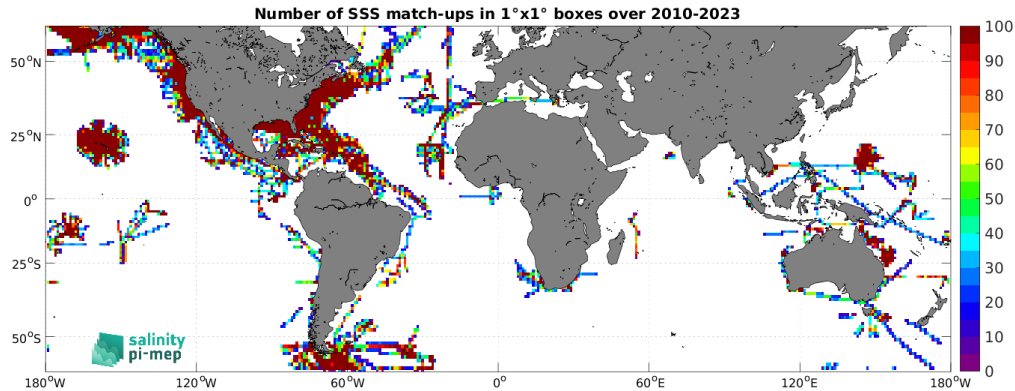 Number of SSS match-ups in 1°x1° boxes over 2010-2023
50°N
25°N
0°
25°S
50°S
180°W
120°W
60°W
0°
60°E
120°E
180°W
100
90
80
70
60
50
40
30
20
10
0
salinity
pi-mep